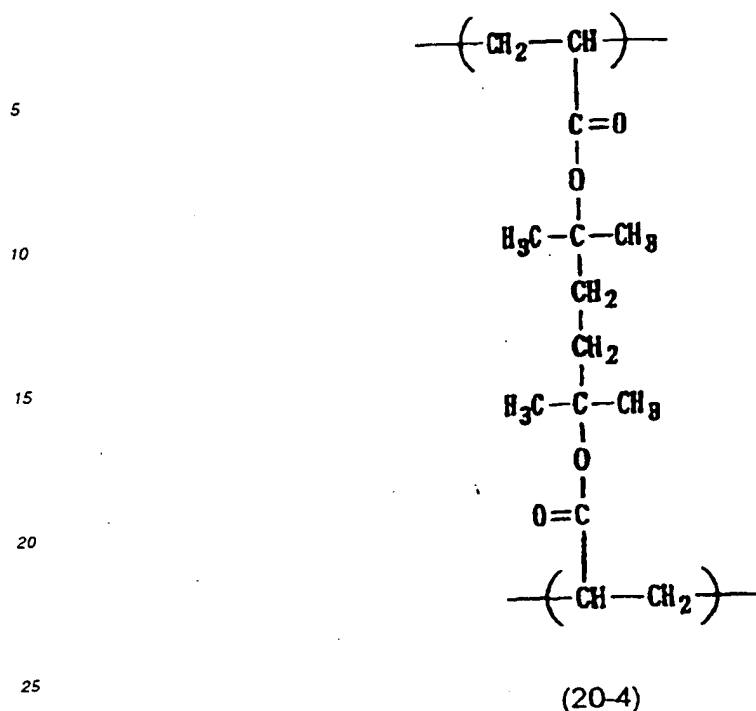 —(CH₂—CH)—
5
C=O
O
H₃C—C—CH₃
10
CH₂
CH₂
15
H₃C—C—CH₃
O
O=C
20
—(CH—CH₂)—
25
(20-4)